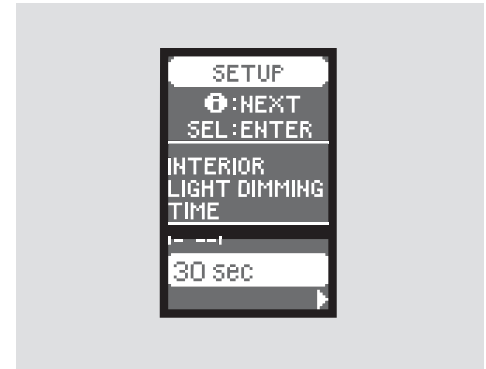 SETUP
ⓘ:NEXT
SEL:ENTER
INTERIOR
LIGHT DIMMING
TIME
30 sec